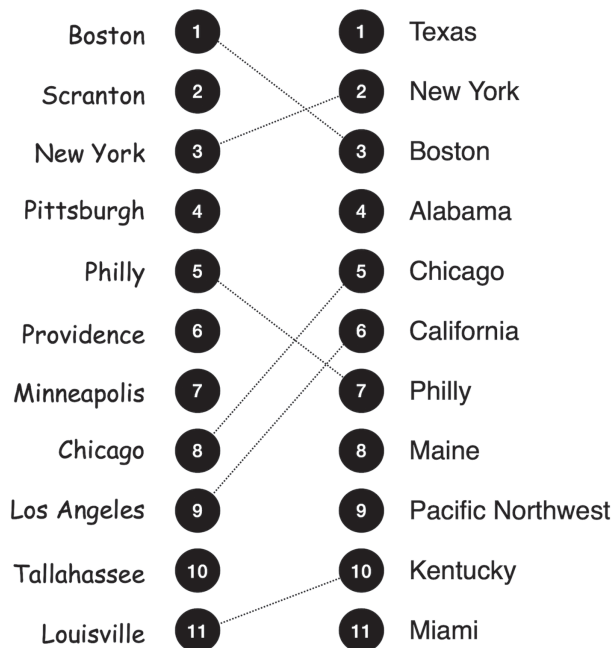 Boston 1 1 Texas
Scranton 2 2 New York
New York 3 3 Boston
Pittsburgh 4 4 Alabama
Philly 5 5 Chicago
Providence 6 6 California
Minneapolis 7 7 Philly
Chicago 8 8 Maine
Los Angeles 9 9 Pacific Northwest
Tallahassee 10 10 Kentucky
Louisville 11 11 Miami